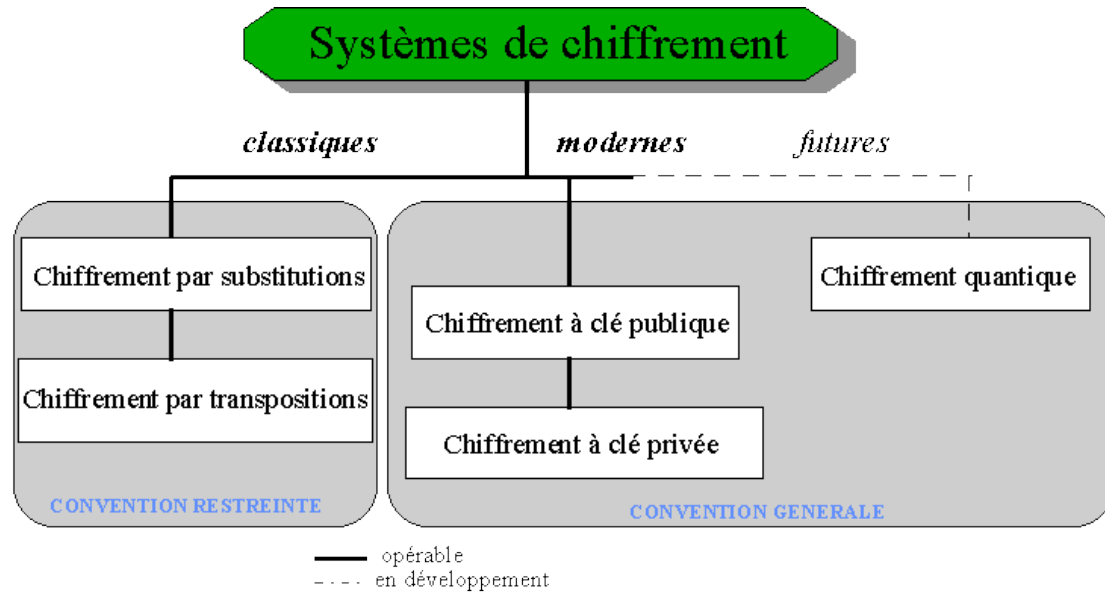 Systèmes de chiffrement
classiques
modernes
futures
Chiffrement par substitutions
Chiffrement quantique
Chiffrement à clé publique
Chiffrement par transpositions
Chiffrement à clé privée
CONVENTION RESTREINTE
CONVENTION GENERALE
opérable
en développement